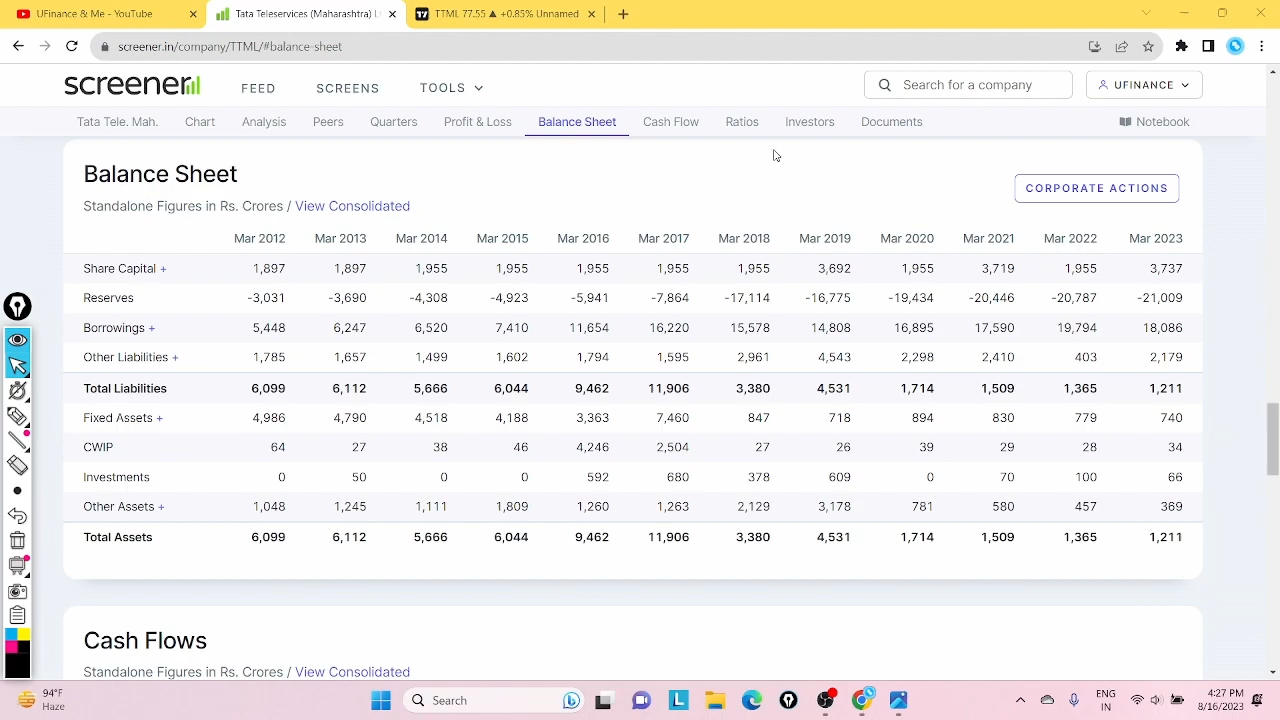 UFinance & Me - YouTube
Tata Teleservices (Maharashtra) L
TTML 77.55 ▲ +0.85% Unnamed
screener.in/company/TTML/#balance-sheet
screener
FEED SCREENS TOOLS
Search for a company
UFINANCE
Tata Tele. Mah. Chart Analysis Peers Quarters Profit & Loss Balance Sheet Cash Flow Ratios Investors Documents Notebook
Balance Sheet
CORPORATE ACTIONS
Standalone Figures in Rs. Crores / View Consolidated
Mar 2012 Mar 2013 Mar 2014 Mar 2015 Mar 2016 Mar 2017 Mar 2018 Mar 2019 Mar 2020 Mar 2021 Mar 2022 Mar 2023
Share Capital + 1,897 1,897 1,955 1,955 1,955 1,955 1,955 3,692 1,955 3,719 1,955 3,737
Reserves -3,031 -3,690 -4,308 -4,923 -5,941 -7,864 -17,114 -16,775 -19,434 -20,446 -20,787 -21,009
Borrowings + 5,448 6,247 6,520 7,410 11,654 16,220 15,578 14,808 16,895 17,590 19,794 18,086
Other Liabilities + 1,785 1,657 1,499 1,602 1,794 1,595 2,961 4,543 2,298 2,410 403 2,179
Total Liabilities 6,099 6,112 5,666 6,044 9,462 11,906 3,380 4,531 1,714 1,509 1,365 1,211
Fixed Assets + 4,986 4,790 4,518 4,188 3,363 7,460 847 718 894 830 779 740
CWIP 64 27 38 46 4,246 2,504 27 26 39 29 28 34
Investments 0 50 0 0 592 680 378 609 0 70 100 66
Other Assets + 1,048 1,245 1,111 1,809 1,260 1,263 2,129 3,178 781 580 457 369
Total Assets 6,099 6,112 5,666 6,044 9,462 11,906 3,380 4,531 1,714 1,509 1,365 1,211
Cash Flows
Standalone Figures in Rs. Crores / View Consolidated
94°F
Haze
Search
ENG
IN
4:27 PM
8/16/2023